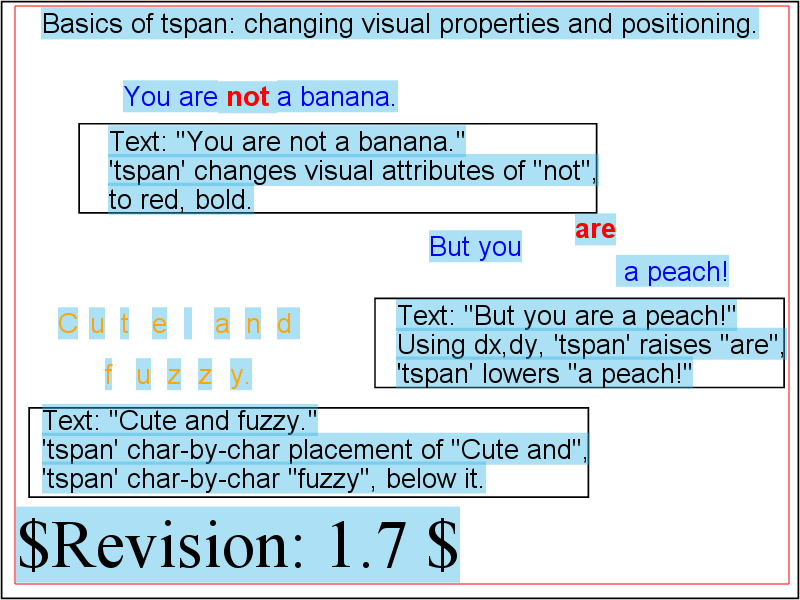 Basics of tspan: changing visual properties and positioning.
You are not a banana.
Text: "You are not a banana."
'tspan' changes visual attributes of "not",
to red, bold.
But you are a peach!
Text: "But you are a peach!"
Using dx,dy, 'tspan' raises "are",
'tspan' lowers "a peach!"
Cute and
fuzzy.
Text: "Cute and fuzzy."
'tspan' char-by-char placement of "Cute and",
'tspan' char-by-char "fuzzy", below it.
$Revision: 1.7 $